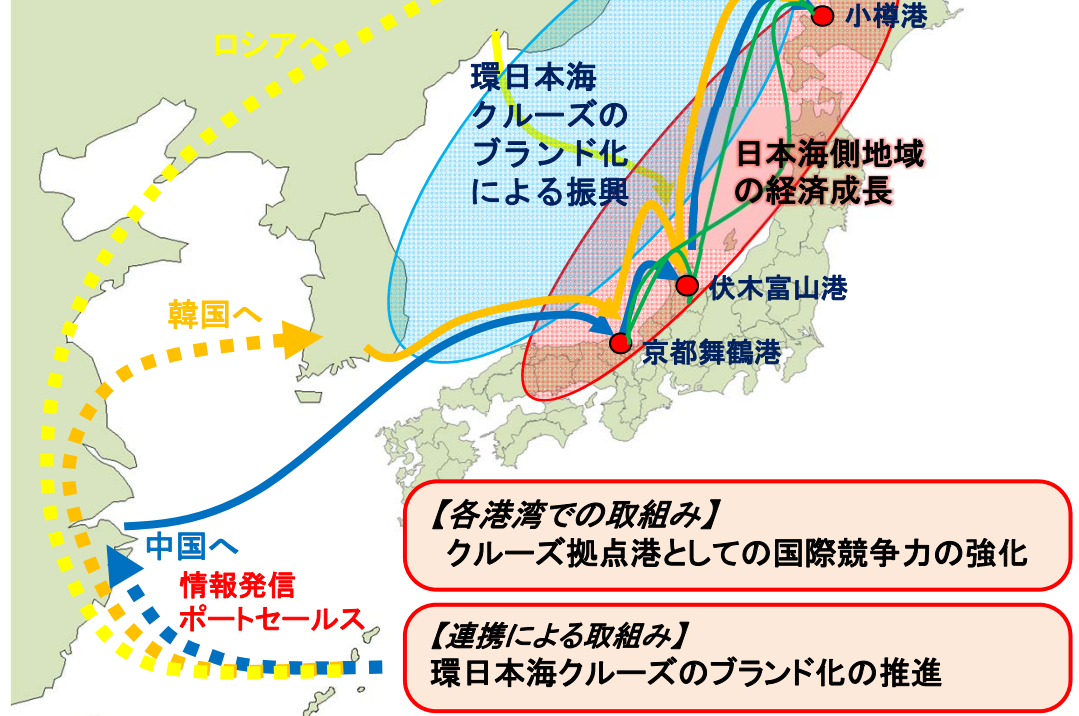 小樽港
ロシアへ
環日本海
クルーズの
ブランド化
による振興
日本海側地域
の経済成長
伏木富山港
韓国へ
京都舞鶴港
【各港湾での取組み】
クルーズ拠点港としての国際競争力の強化
中国へ
情報発信
ポートセールス
【連携による取組み】
環日本海クルーズのブランド化の推進